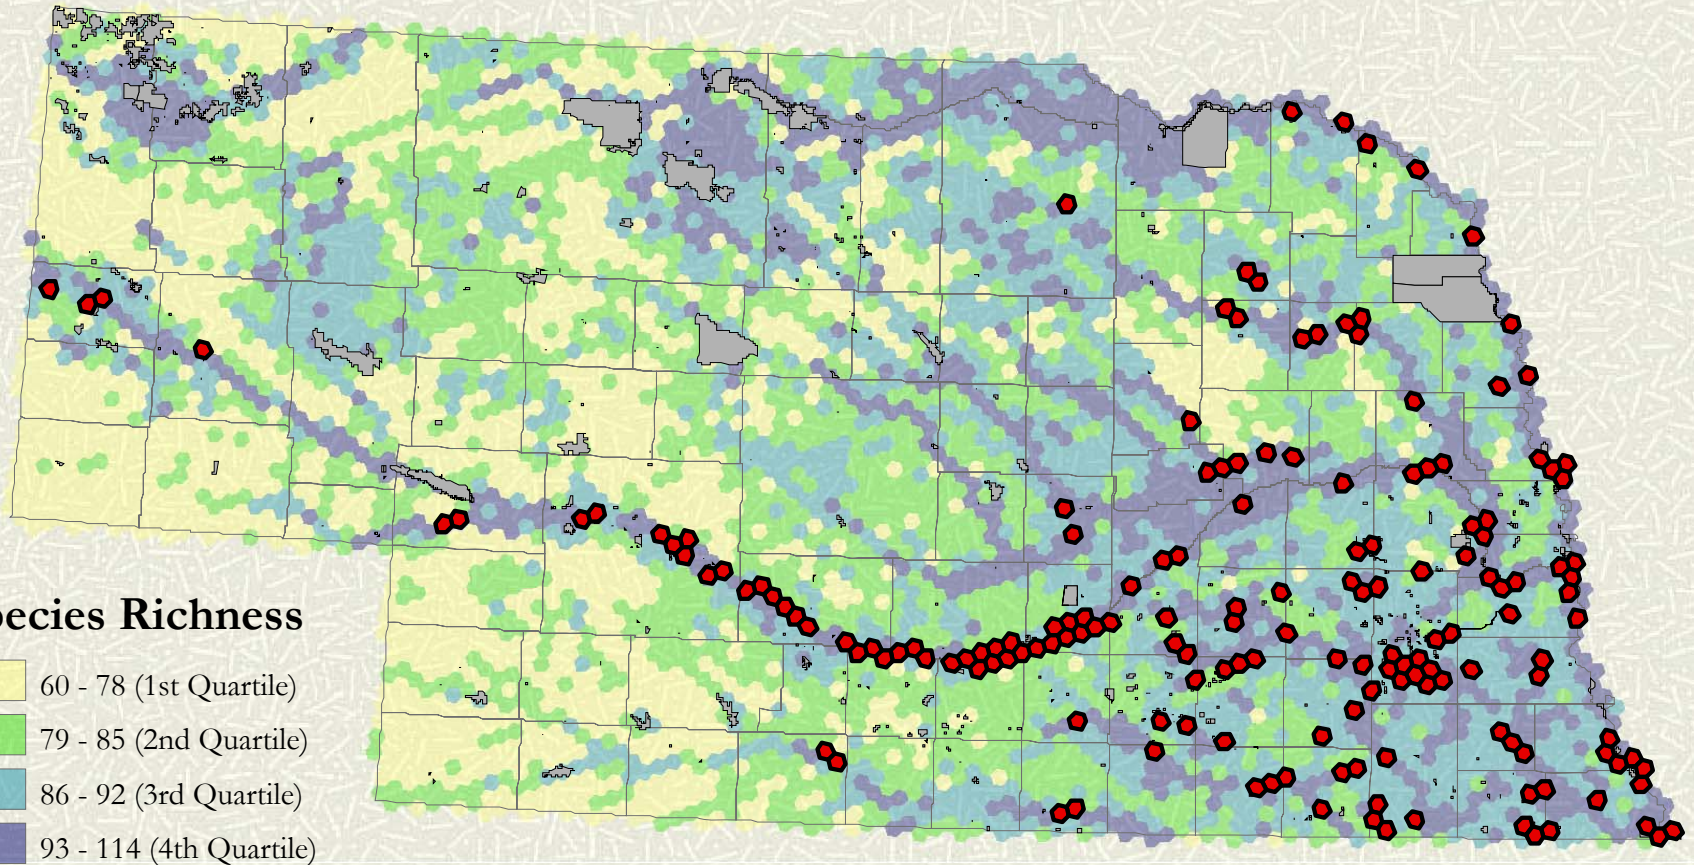 ecies Richness
60 - 78 (1st Quartile)
79 - 85 (2nd Quartile)
86 - 92 (3rd Quartile)
93 - 114 (4th Quartile)